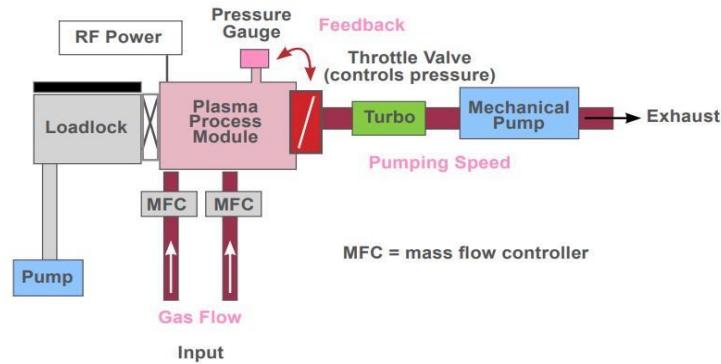 Pressure
Gauge
Feedback
RF Power
Throttle Valve
(controls pressure)
Loadlock
Plasma
Process
Module
Turbo
Mechanical
Pump
Exhaust
Pumping Speed
MFC
MFC
MFC = mass flow controller
Pump
Gas Flow
Input